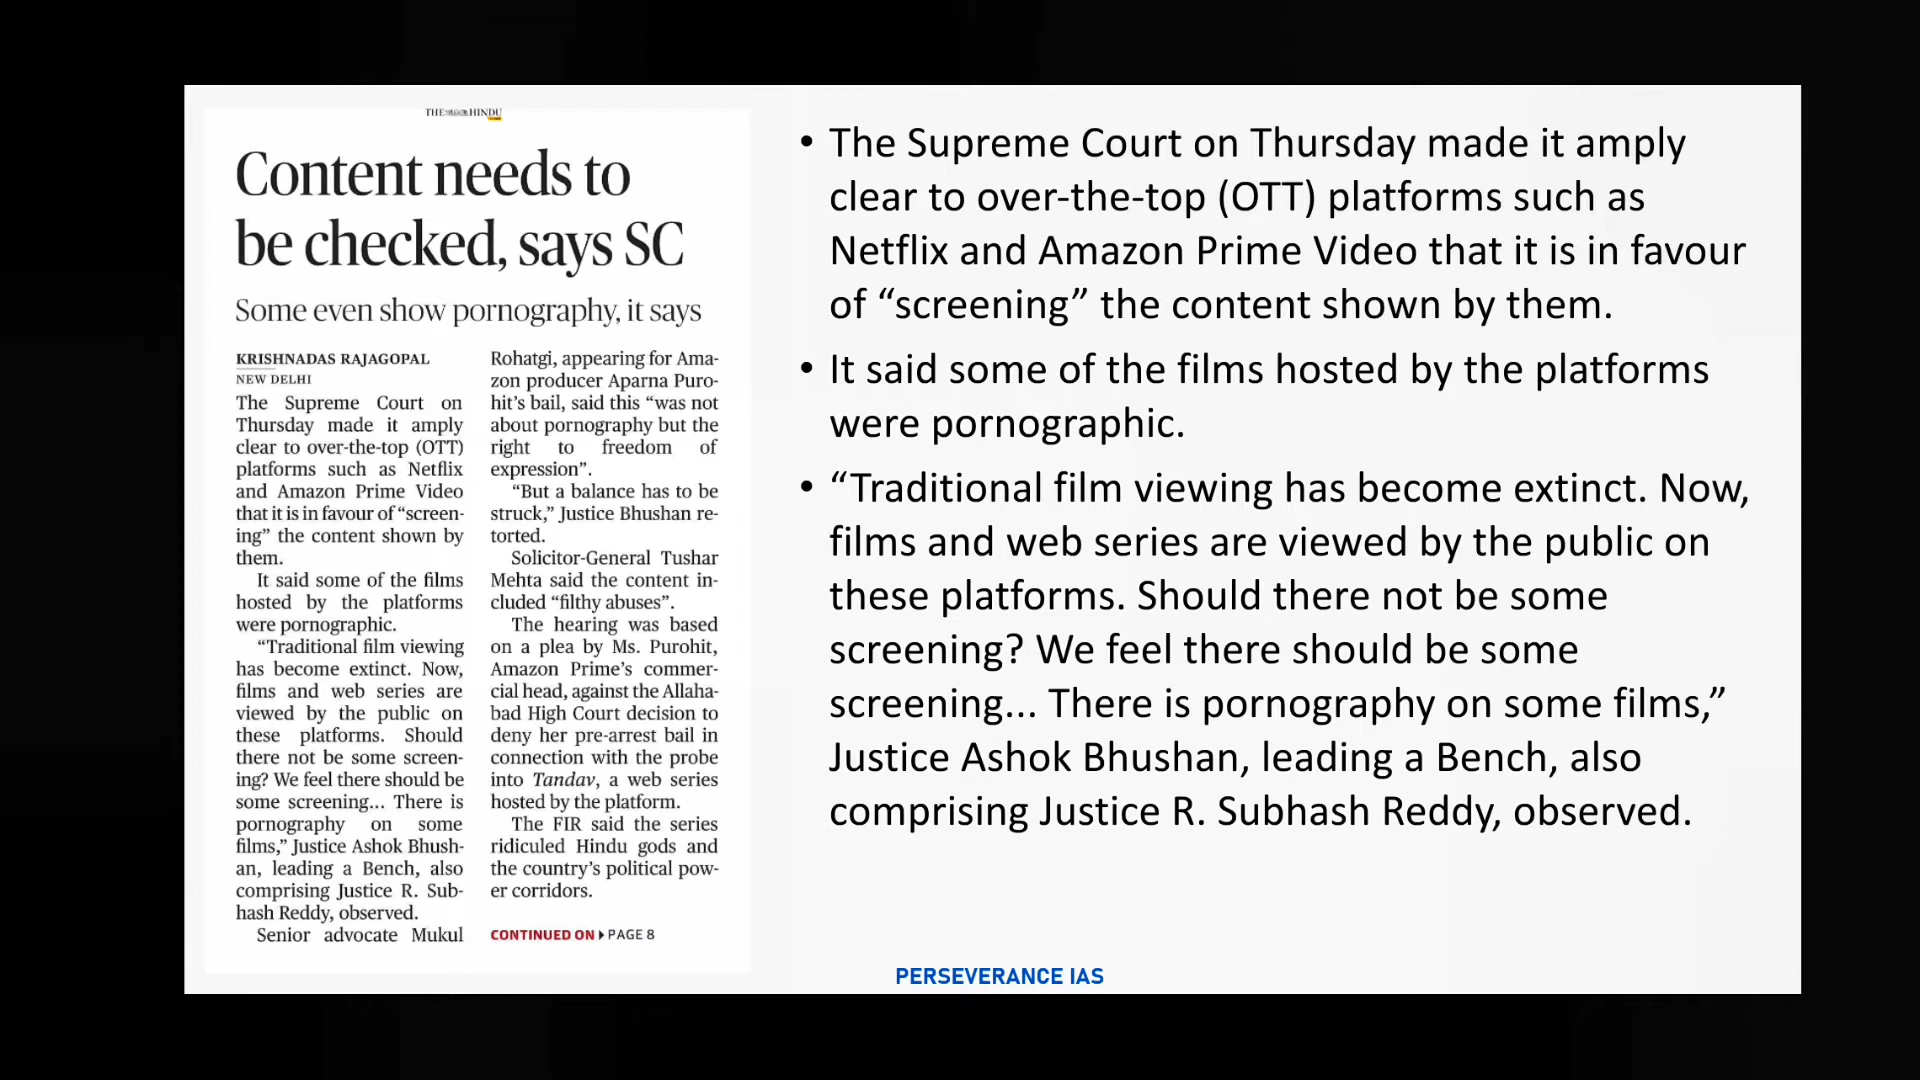 THE HINDU
Content needs to
be checked, says SC
Some even show pornography, it says
KRISHNADAS RAJAGOPAL
NEW DELHI
The Supreme Court on
Thursday made it amply
clear to over-the-top (OTT)
platforms such as Netflix
and Amazon Prime Video
that it is in favour of “screen-
ing” the content shown by
them.
It said some of the films
hosted by the platforms
were pornographic.
“Traditional film viewing
has become extinct. Now,
films and web series are
viewed by the public on
these platforms. Should
there not be some screen-
ing? We feel there should be
some screening... There is
pornography on some
films,” Justice Ashok Bhush-
an, leading a Bench, also
comprising Justice R. Sub-
hash Reddy, observed.
Senior advocate Mukul
Rohatgi, appearing for Ama-
zon producer Aparna Puro-
hit’s bail, said this “was not
about pornography but the
right to freedom of
expression”.
“But a balance has to be
struck,” Justice Bhushan re-
torted.
Solicitor-General Tushar
Mehta said the content in-
cluded “filthy abuses”.
The hearing was based
on a plea by Ms. Purohit,
Amazon Prime’s commer-
cial head, against the Allaha-
bad High Court decision to
deny her pre-arrest bail in
connection with the probe
into Tandav, a web series
hosted by the platform.
The FIR said the series
ridiculed Hindu gods and
the country’s political pow-
er corridors.
CONTINUED ON PAGE 8
• The Supreme Court on Thursday made it amply
clear to over-the-top (OTT) platforms such as
Netflix and Amazon Prime Video that it is in favour
of “screening” the content shown by them.
• It said some of the films hosted by the platforms
were pornographic.
• “Traditional film viewing has become extinct. Now,
films and web series are viewed by the public on
these platforms. Should there not be some
screening? We feel there should be some
screening... There is pornography on some films,”
Justice Ashok Bhushan, leading a Bench, also
comprising Justice R. Subhash Reddy, observed.
PERSEVERANCE IAS